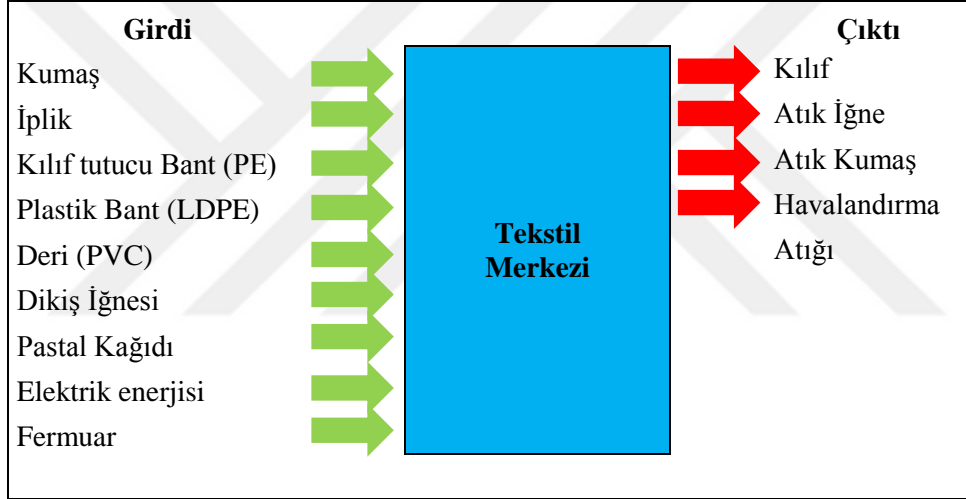 Girdi
Kumaş
İplik
Kılıf tutucu Bant (PE)
Plastik Bant (LDPE)
Deri (PVC)
Dikiş İğnesi
Pastal Kağıdı
Elektrik enerjisi
Fermuar
Tekstil
Merkezi
Çıktı
Kılıf
Atık İğne
Atık Kumaş
Havalandırma
Atığı